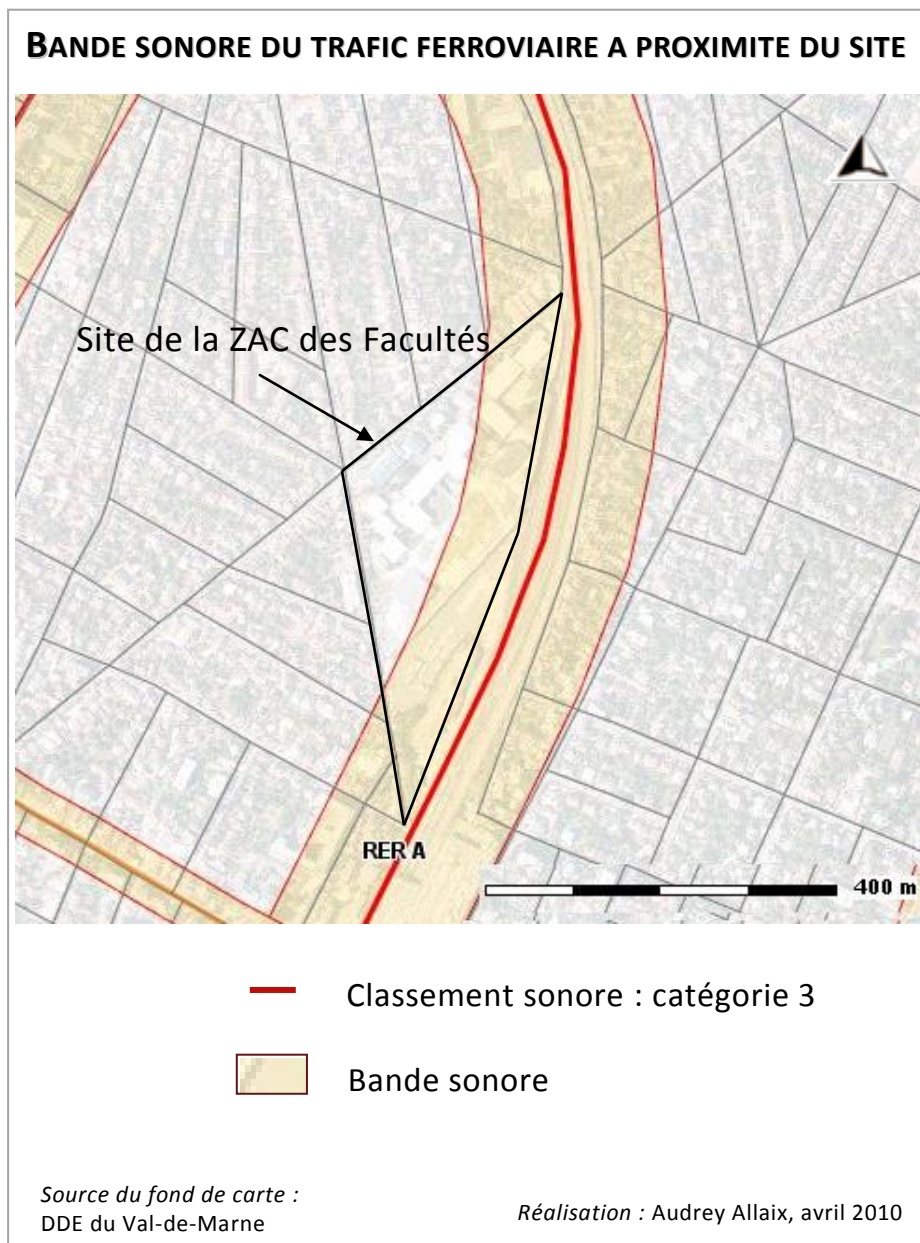 BANDE SONORE DU TRAFIC FERROVIAIRE A PROXIMITE DU SITE
Site de la ZAC des Facultés
RER A
400 m
Classement sonore : catégorie 3
Bande sonore
Source du fond de carte :
DDE du Val-de-Marne
Réalisation : Audrey Allaix, avril 2010